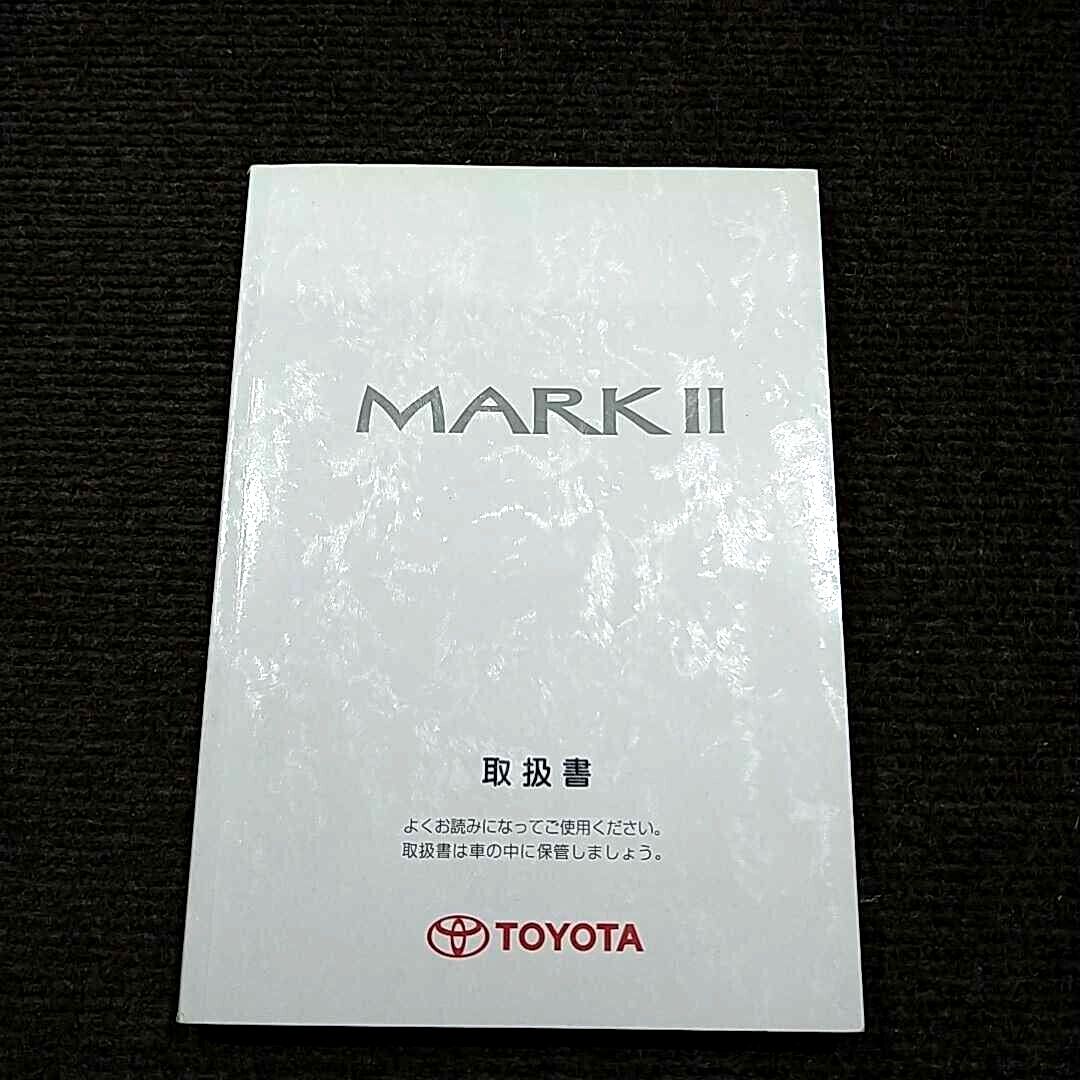 MARK II
取扱書
よくお読みになってご使用ください。
取扱書は車の中に保管しましょう。
TOYOTA